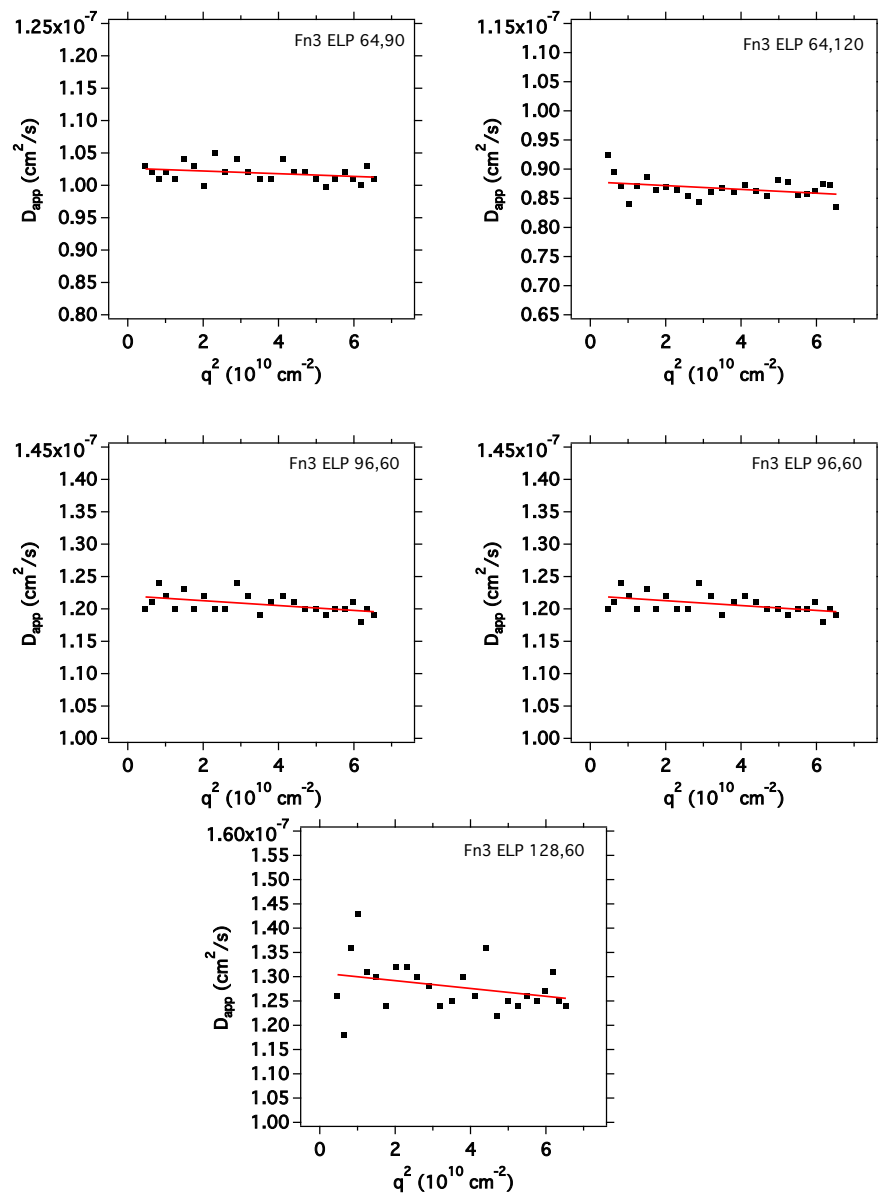 1.25x10⁻⁷
1.20
1.15
1.10
1.05
1.00
0.95
0.90
0.85
0.80
D_app (cm²/s)
Fn3 ELP 64,90
0 2 4 6
q² (10¹⁰ cm⁻²)
1.15x10⁻⁷
1.10
1.05
1.00
0.95
0.90
0.85
0.80
0.75
0.70
0.65
D_app (cm²/s)
Fn3 ELP 64,120
0 2 4 6
q² (10¹⁰ cm⁻²)
1.45x10⁻⁷
1.40
1.35
1.30
1.25
1.20
1.15
1.10
1.05
1.00
D_app (cm²/s)
Fn3 ELP 96,60
0 2 4 6
q² (10¹⁰ cm⁻²)
1.45x10⁻⁷
1.40
1.35
1.30
1.25
1.20
1.15
1.10
1.05
1.00
D_app (cm²/s)
Fn3 ELP 96,60
0 2 4 6
q² (10¹⁰ cm⁻²)
1.60x10⁻⁷
1.55
1.50
1.45
1.40
1.35
1.30
1.25
1.20
1.15
1.10
1.05
1.00
D_app (cm²/s)
Fn3 ELP 128,60
0 2 4 6
q² (10¹⁰ cm⁻²)